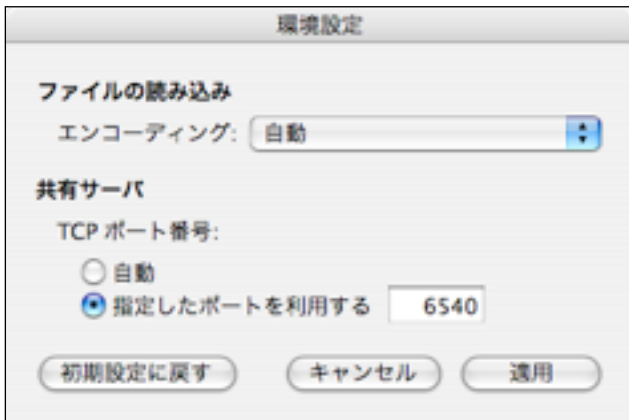 環境設定
ファイルの読み込み
エンコーディング: 自動
共有サーバ
TCP ポート番号:
自動
指定したポートを利用する 6540
初期設定に戻す キャンセル 適用